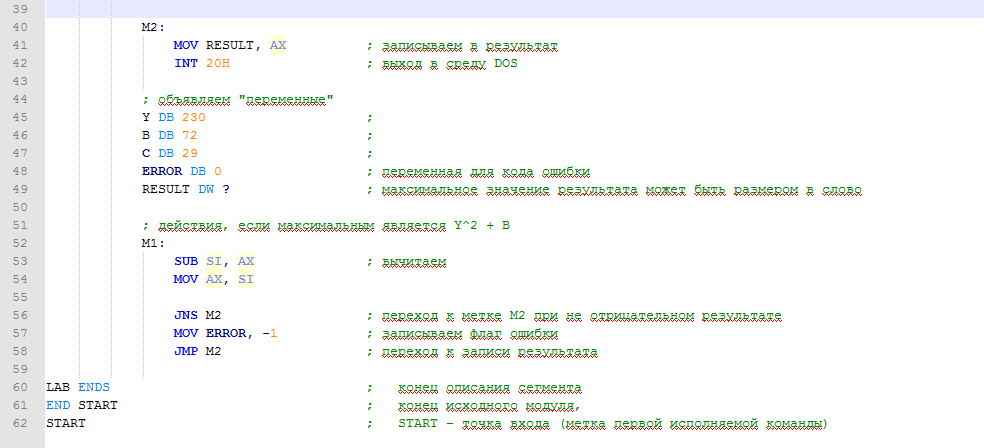 39
40 M2:
41 MOV RESULT, AX ; записываем в результат
42 INT 20H ; выход в среду DOS
43
44 ; объявляем "переменные"
45 Y DB 230 ;
46 B DB 72 ;
47 C DB 29 ;
48 ERROR DB 0 ; переменная для кода ошибки
49 RESULT DW ? ; максимальное значение результата может быть размером в слово
50
51 ; действия, если максимальным является Y^2 + B
52 M1:
53 SUB SI, AX ; вычитаем
54 MOV AX, SI
55
56 JNS M2 ; переход к метке M2 при не отрицательном результате
57 MOV ERROR, -1 ; записываем флаг ошибки
58 JMP M2 ; переход к записи результата
59
60 LAB ENDS ; конец описания сегмента
61 END START ; конец исходного модуля,
62 START ; START - точка входа (метка первой исполняемой команды)